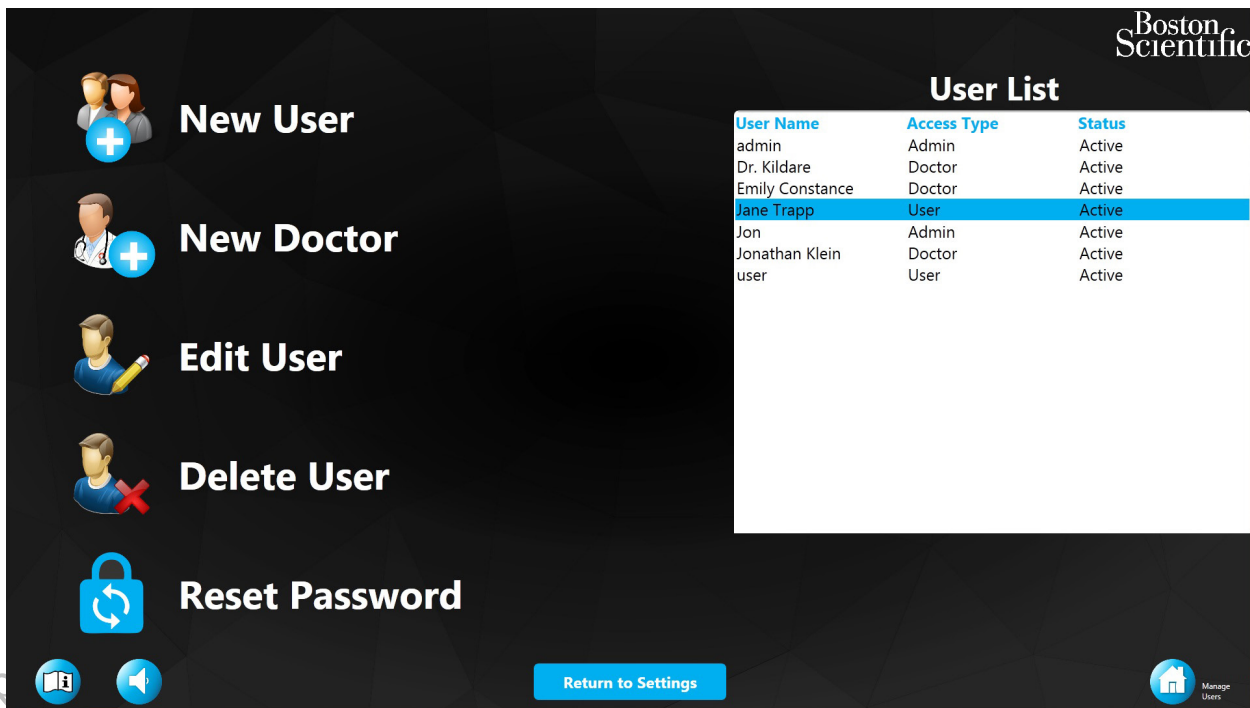 Boston
Scientific
New User
New Doctor
Edit User
Delete User
Reset Password
User List
User Name Access Type Status
admin Admin Active
Dr. Kildare Doctor Active
Emily Constance Doctor Active
Jane Trapp User Active
Jon Admin Active
Jonathan Klein Doctor Active
user User Active
i
Return to Settings
Manage
Users